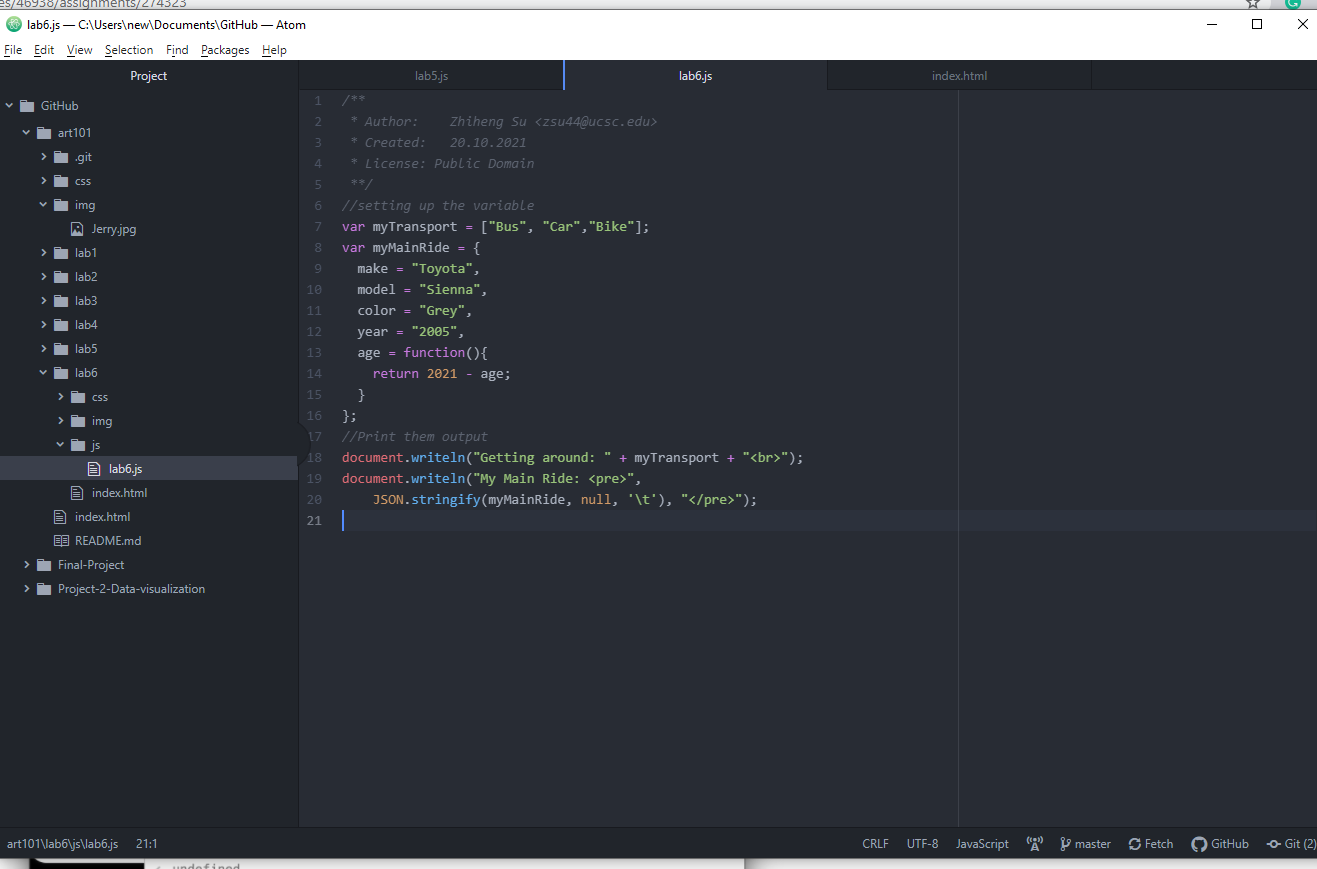 es/46938/assignments/274323
lab6.js — C:\Users\new\Documents\GitHub — Atom
File Edit View Selection Find Packages Help
Project
GitHub
art101
.git
css
img
Jerry.jpg
lab1
lab2
lab3
lab4
lab5
lab6
css
img
js
lab6.js
index.html
index.html
README.md
Final-Project
Project-2-Data-visualization
lab5.js lab6.js index.html
1 /**
2 * Author: Zhiheng Su <zsu44@ucsc.edu>
3 * Created: 20.10.2021
4 * License: Public Domain
5 **/
6 //setting up the variable
7 var myTransport = ["Bus", "Car","Bike"];
8 var myMainRide = {
9 make = "Toyota",
10 model = "Sienna",
11 color = "Grey",
12 year = "2005",
13 age = function(){
14 return 2021 - age;
15 }
16 };
17 //Print them output
18 document.writeln("Getting around: " + myTransport + "<br>");
19 document.writeln("My Main Ride: <pre>",
20 JSON.stringify(myMainRide, null, '\t'), "</pre>");
21
art101\lab6\js\lab6.js 21:1 CRLF UTF-8 JavaScript master Fetch GitHub Git (2)
undefined